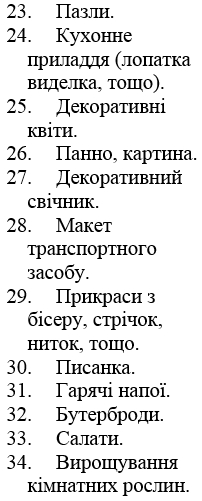 23. Пазли.
24. Кухонне
приладдя (лопатка
виделка, тощо).
25. Декоративні
квіти.
26. Панно, картина.
27. Декоративний
свічник.
28. Макет
транспортного
засобу.
29. Прикраси з
бісеру, стрічок,
ниток, тощо.
30. Писанка.
31. Гарячі напої.
32. Бутерброди.
33. Салати.
34. Вирощування
кімнатних рослин.